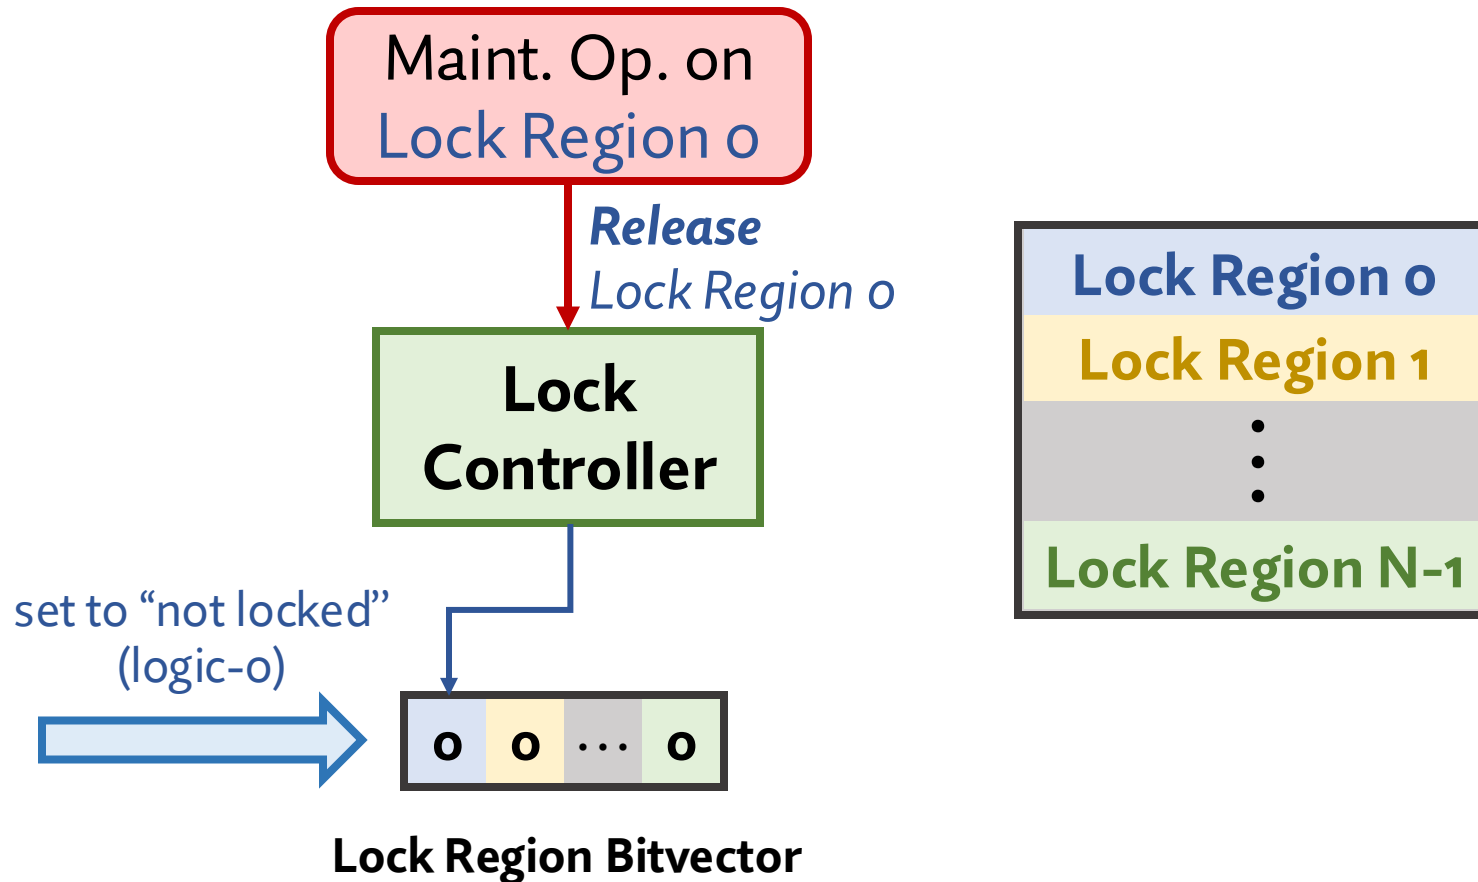 Maint. Op. on
Lock Region 0
Release
Lock Region 0
Lock
Controller
set to “not locked”
(logic-0)
0 0 ... 0
Lock Region Bitvector
Lock Region 0
Lock Region 1
Lock Region N-1